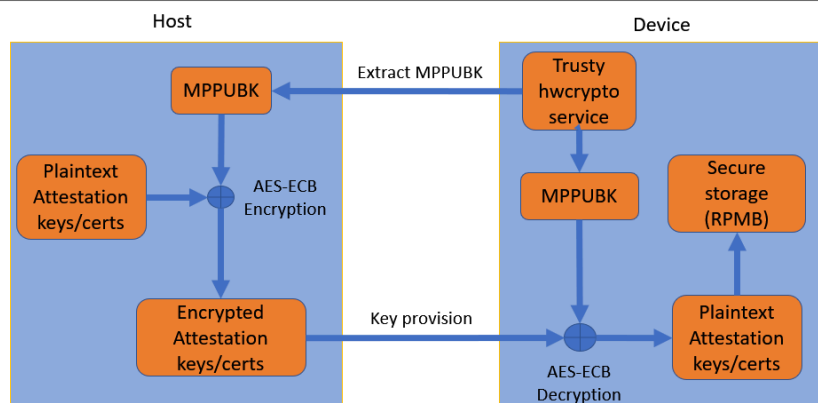 Host
Device
MPPUBK
Extract MPPUBK
Trusty
hwcrypto
service
Plaintext
Attestation
keys/certs
AES-ECB
Encryption
MPPUBK
Secure
storage
(RPMB)
Encrypted
Attestation
keys/certs
Key provision
AES-ECB
Decryption
Plaintext
Attestation
keys/certs